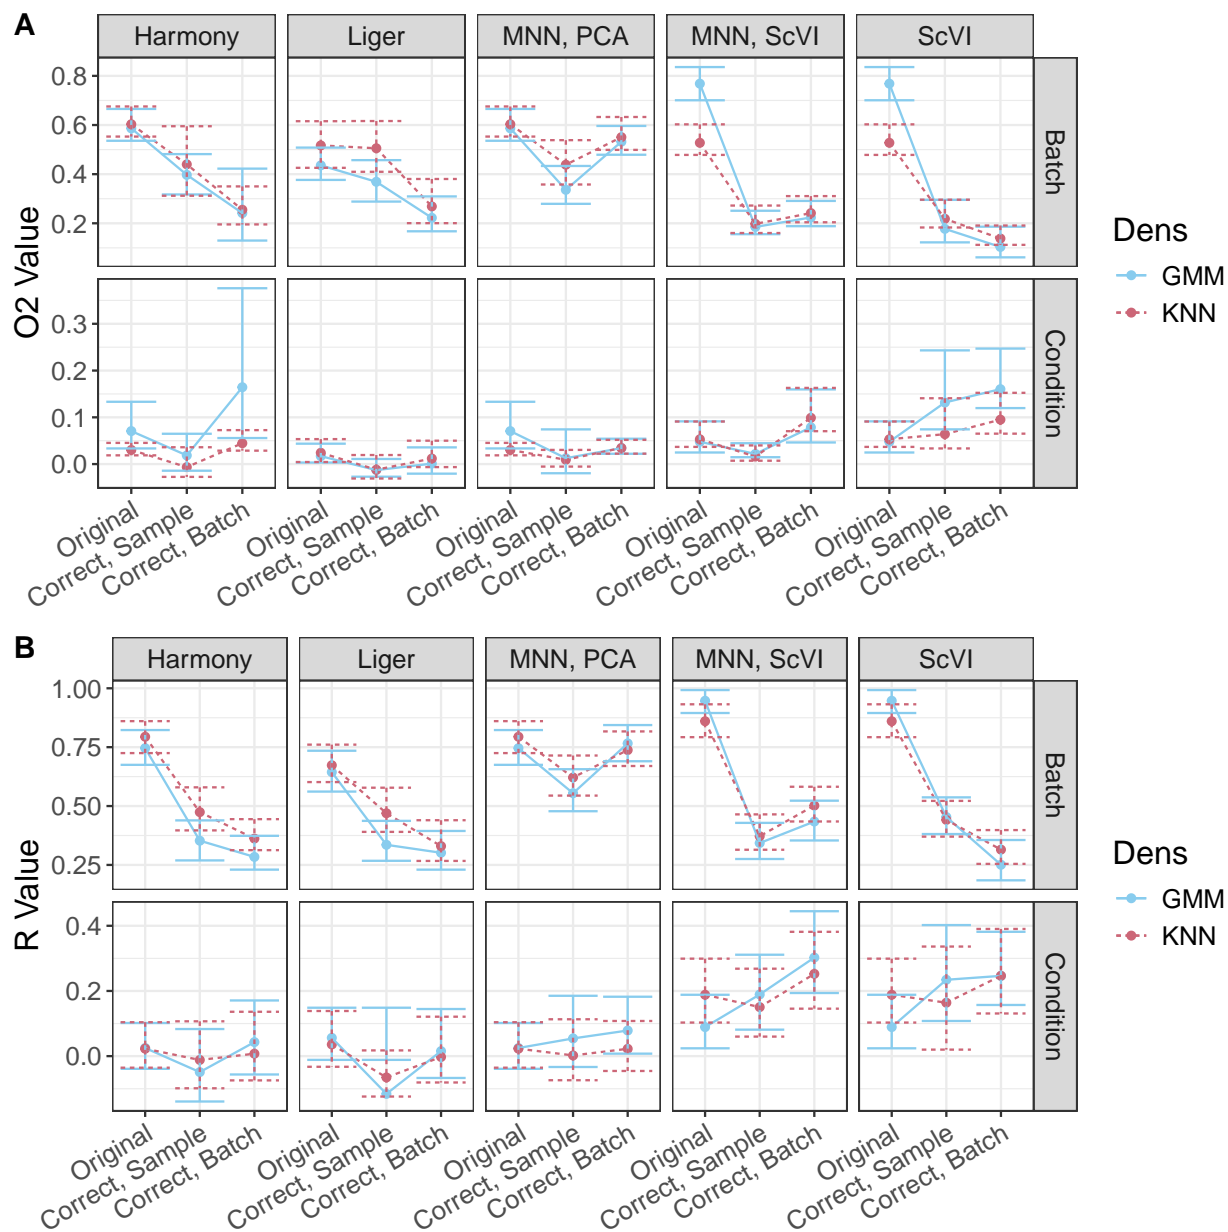 A
Harmony
Liger
MNN, PCA
MNN, ScVI
ScVI
O2 Value
0.8
0.6
0.4
0.2
Batch
0.3
0.2
0.1
0.0
Condition
Original
Correct, Sample
Correct, Batch
Original
Correct, Sample
Correct, Batch
Original
Correct, Sample
Correct, Batch
Original
Correct, Sample
Correct, Batch
Original
Correct, Sample
Correct, Batch
Dens
GMM
KNN
B
Harmony
Liger
MNN, PCA
MNN, ScVI
ScVI
R Value
1.00
0.75
0.50
0.25
Batch
0.4
0.2
0.0
Condition
Original
Correct, Sample
Correct, Batch
Original
Correct, Sample
Correct, Batch
Original
Correct, Sample
Correct, Batch
Original
Correct, Sample
Correct, Batch
Original
Correct, Sample
Correct, Batch
Dens
GMM
KNN